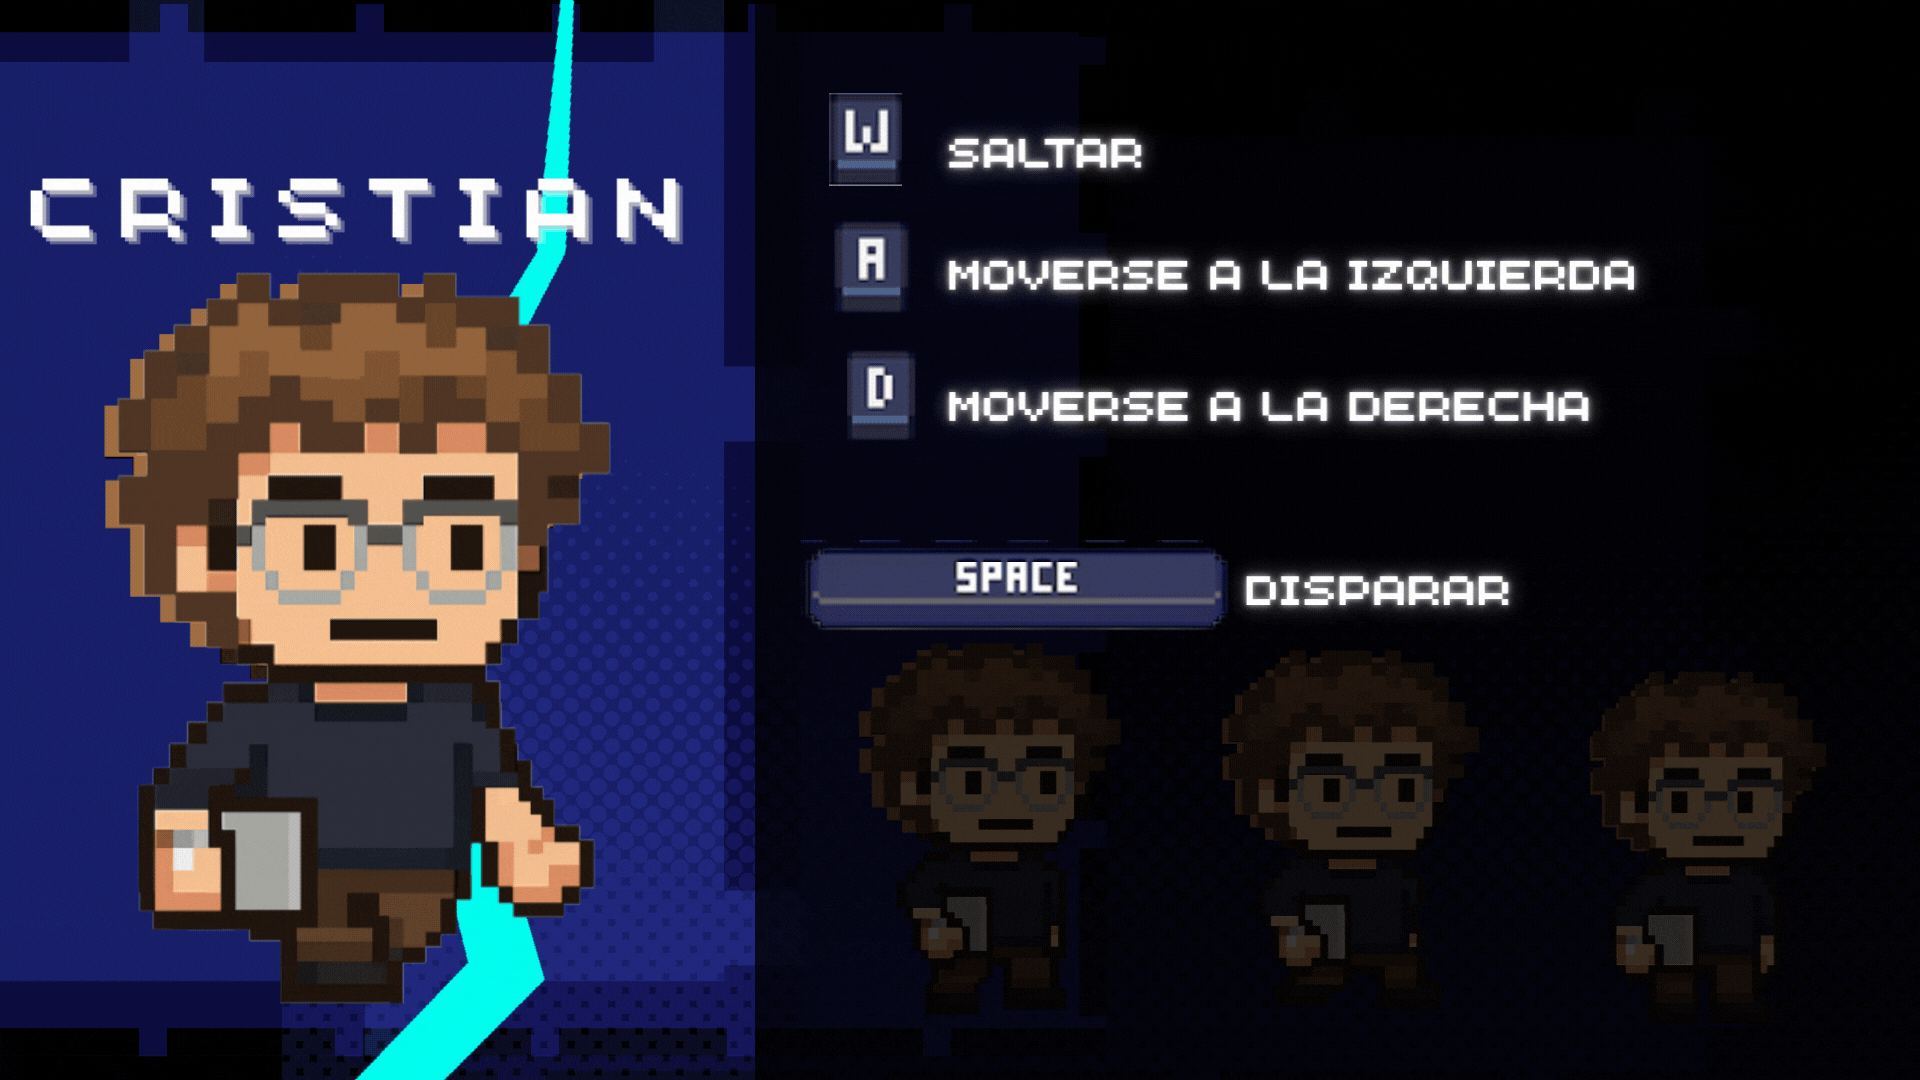 CRISTIAN
W SALTAR
A MOVERSE A LA IZQUIERDA
D MOVERSE A LA DERECHA
SPACE DISPARAR